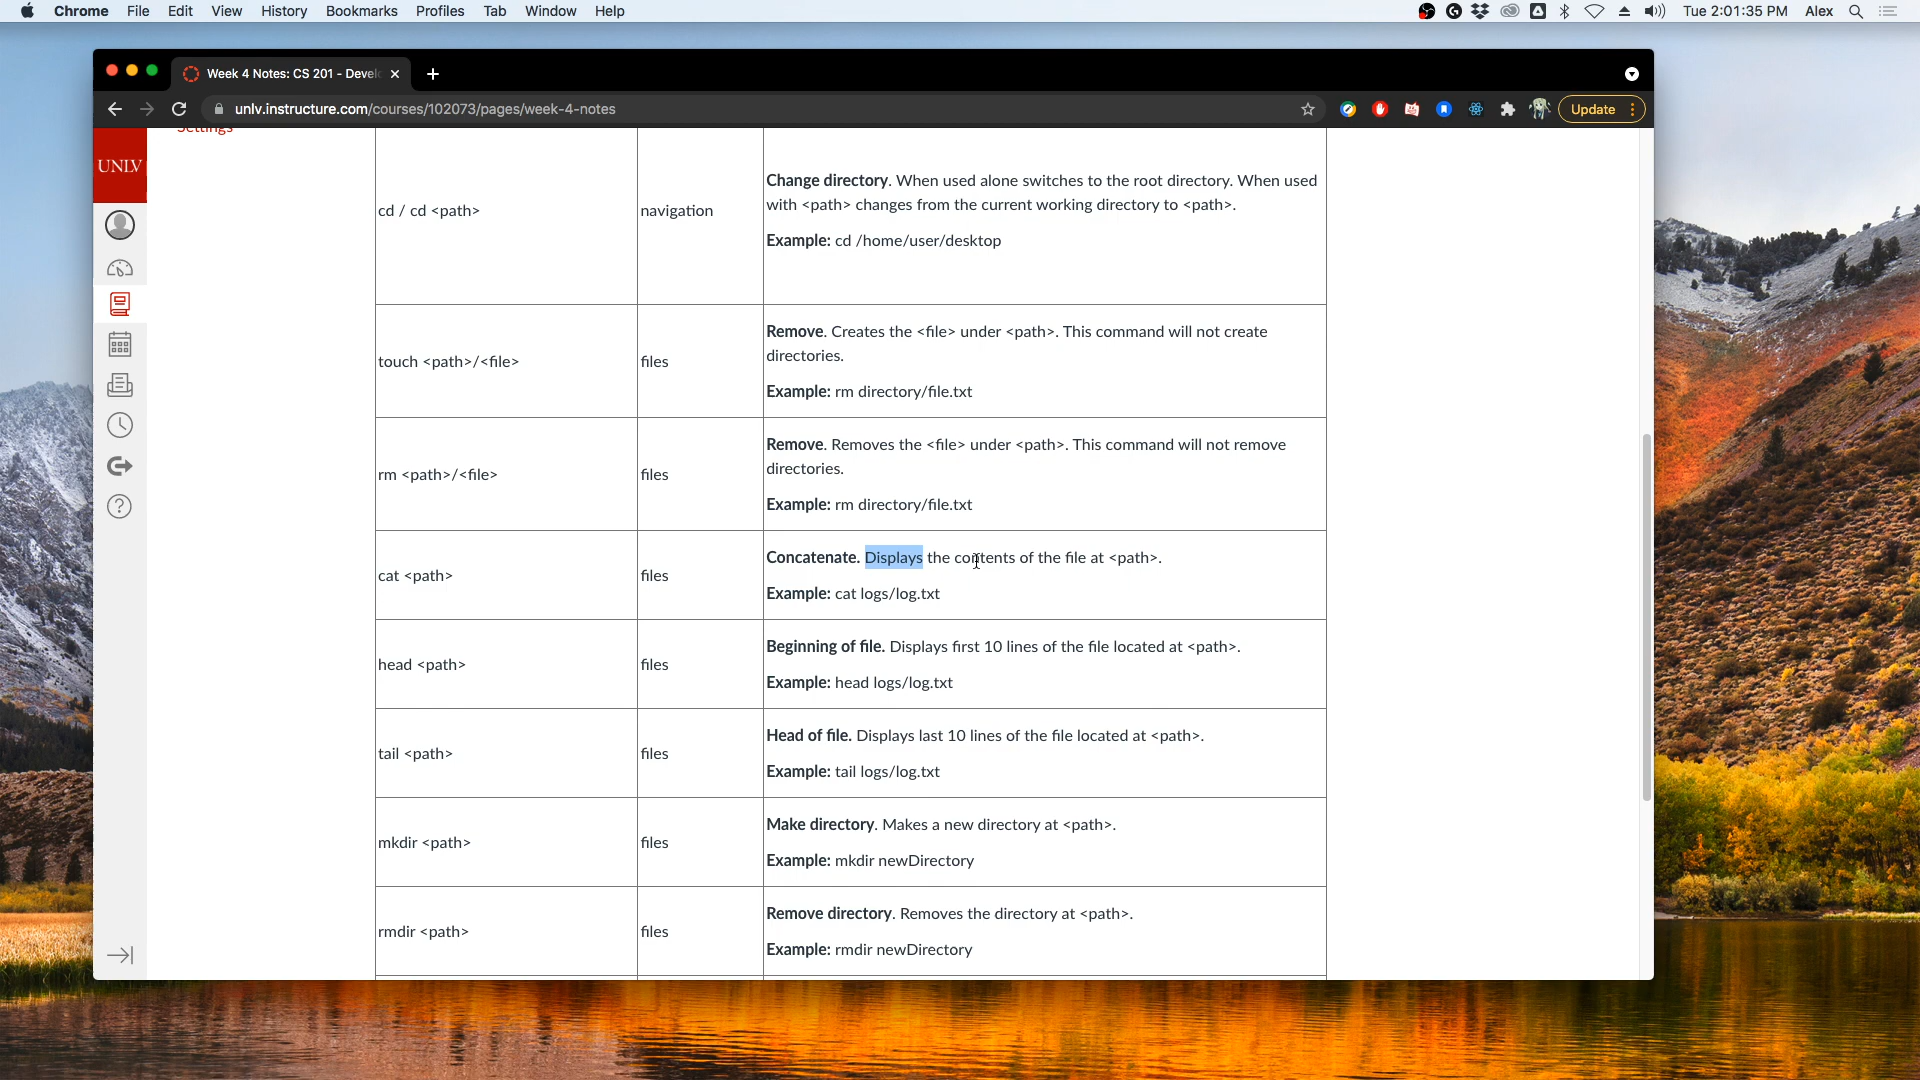 Chrome File Edit View History Bookmarks Profiles Tab Window Help Tue 2:01:35 PM Alex
Week 4 Notes: CS 201 - Devel
unlv.instructure.com/courses/102073/pages/week-4-notes Update
Settings
UNLV
cd / cd <path> navigation
Change directory. When used alone switches to the root directory. When used
with <path> changes from the current working directory to <path>.
Example: cd /home/user/desktop
touch <path>/<file> files
Remove. Creates the <file> under <path>. This command will not create
directories.
Example: rm directory/file.txt
rm <path>/<file> files
Remove. Removes the <file> under <path>. This command will not remove
directories.
Example: rm directory/file.txt
cat <path> files
Concatenate. Displays the contents of the file at <path>.
Example: cat logs/log.txt
head <path> files
Beginning of file. Displays first 10 lines of the file located at <path>.
Example: head logs/log.txt
tail <path> files
Head of file. Displays last 10 lines of the file located at <path>.
Example: tail logs/log.txt
mkdir <path> files
Make directory. Makes a new directory at <path>.
Example: mkdir newDirectory
rmdir <path> files
Remove directory. Removes the directory at <path>.
Example: rmdir newDirectory